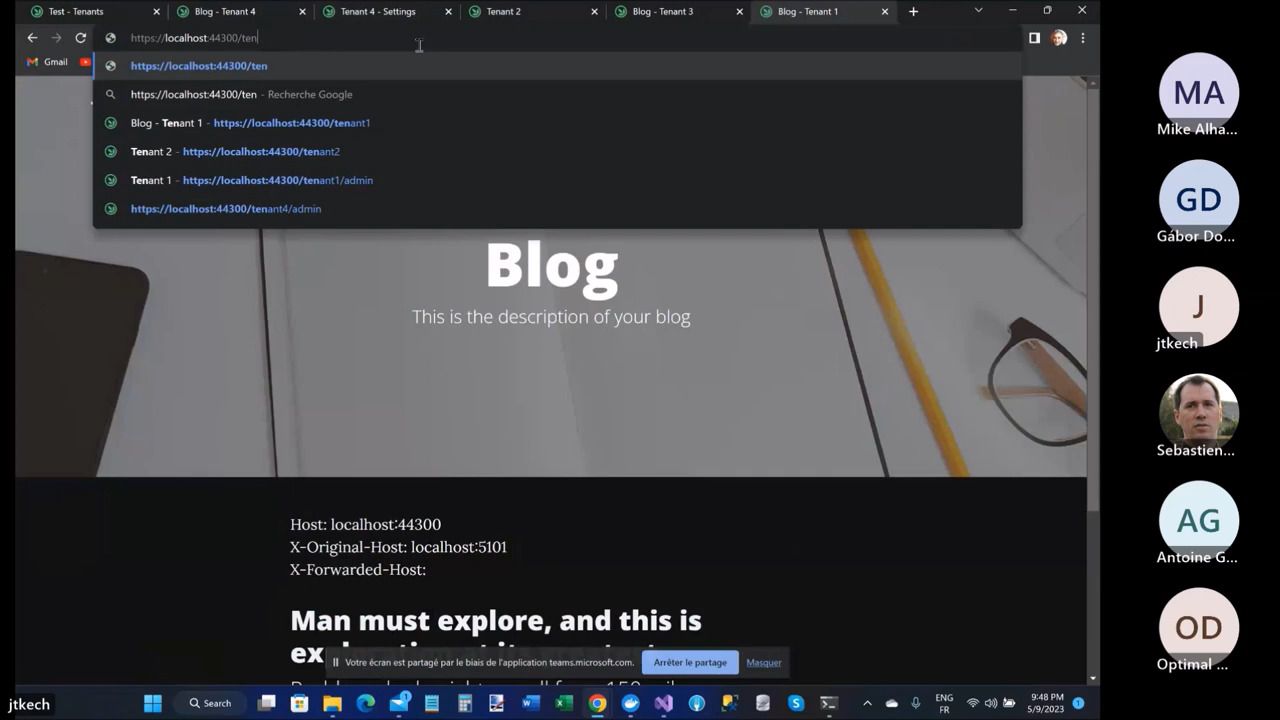 Test - Tenants
Blog - Tenant 4
Tenant 4 - Settings
Tenant 2
Blog - Tenant 3
Blog - Tenant 1
https://localhost:44300/ten
Gmail
https://localhost:44300/ten
https://localhost:44300/ten - Recherche Google
Blog - Tenant 1 - https://localhost:44300/tenant1
Tenant 2 - https://localhost:44300/tenant2
Tenant 1 - https://localhost:44300/tenant1/admin
https://localhost:44300/tenant4/admin
Blog
This is the description of your blog
Host: localhost:44300
X-Original-Host: localhost:5101
X-Forwarded-Host:
Man must explore, and this is
Votre écran est partagé par le biais de l'application teams.microsoft.com.
Arrêter le partage
Masquer
Search
ENG
FR
9:48 PM
5/9/2023
jtkech
MA
Mike Alha...
GD
Gábor Do...
J
jtkech
Sebastien...
AG
Antoine G...
OD
Optimal ...